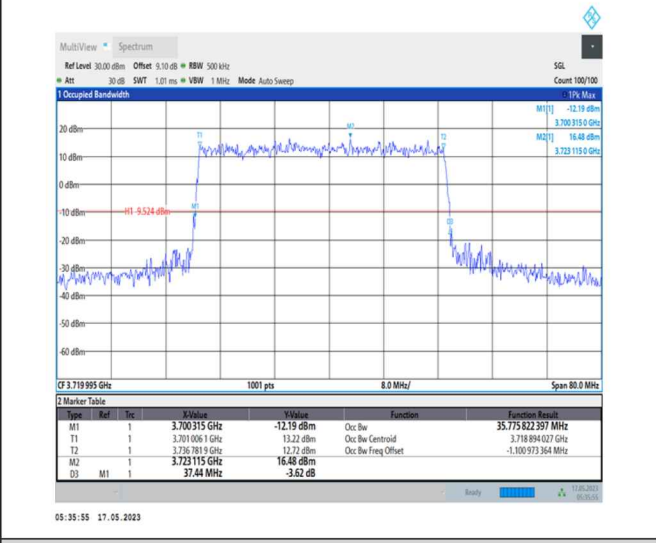 MultiView Spectrum
Ref Level 30.00 dBm Offset 9.10 dB RBW 500 kHz SGL
Att 30 dB SWT 1.01 ms VBW 1 MHz Mode Auto Sweep Count 100/100
1 Occupied Bandwidth 1Pk Max
M1[1] -12.19 dBm
3.700 315 0 GHz
M2[1] 16.48 dBm
3.723 115 0 GHz
20 dBm
T1 M2 T2
10 dBm
0 dBm
-10 dBm H1 -9.524 dBm M1
D3
-20 dBm
-30 dBm
-40 dBm
-50 dBm
-60 dBm
CF 3.719 995 GHz 1001 pts 8.0 MHz/ Span 80.0 MHz
2 Marker Table
Type Ref Trc X-Value Y-Value Function Function Result
M1 1 3.700315 GHz -12.19 dBm Occ Bw 35.775 822 397 MHz
T1 1 3.701 006 1 GHz 13.22 dBm Occ Bw Centroid 3.718 894 027 GHz
T2 1 3.736 781 9 GHz 12.72 dBm Occ Bw Freq Offset -1.100 973 364 MHz
M2 1 3.723115 GHz 16.48 dBm
D3 M1 1 37.44 MHz -3.62 dB
Ready 17.05.2023
05:35:55
05:35:55 17.05.2023